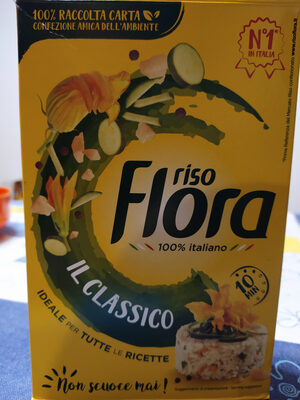 100% RACCOLTA CARTA
CONFEZIONE AMICA DELL'AMBIENTE
N°1*
IN ITALIA
riso
Flora
100% italiano
IL CLASSICO
IDEALE PER TUTTE LE RICETTE
10
MIN
Non scuoce mai!